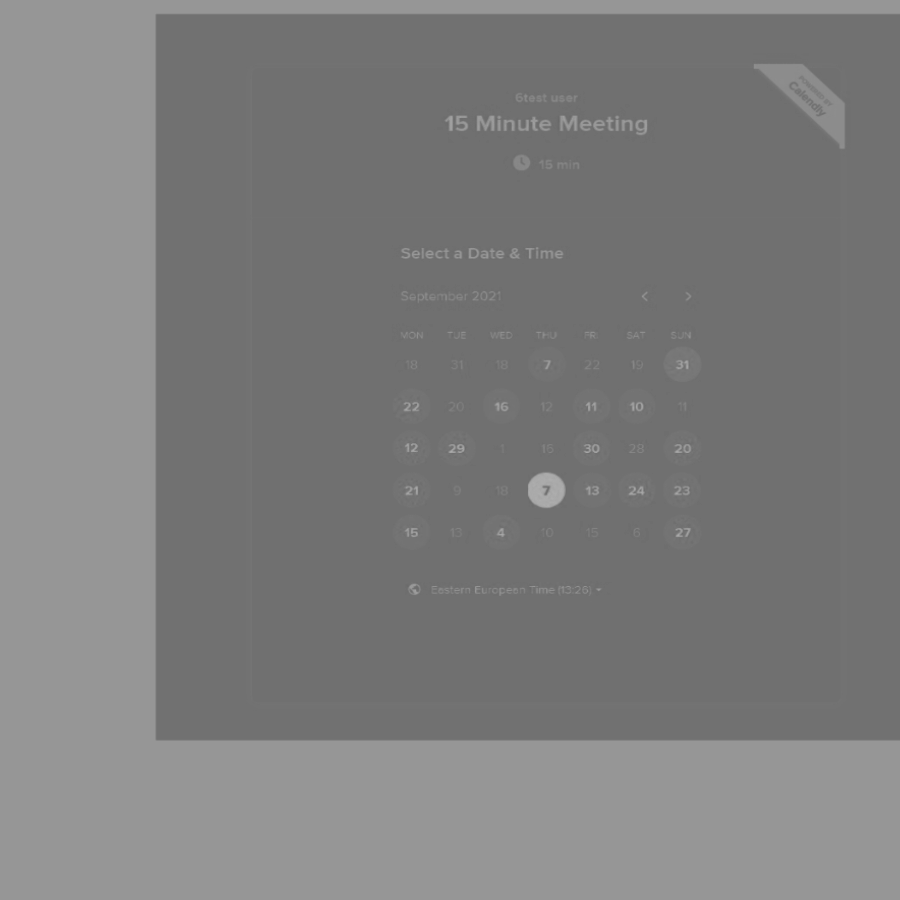 6test user
15 Minute Meeting
15 min
POWERED BY
Calendly
Select a Date & Time
September 2021
MON TUE WED THU FRI SAT SUN
18 31 18 7 22 19 31
22 20 16 12 11 10 11
12 29 1 15 30 28 20
21 9 18 7 13 24 23
15 13 4 10 15 6 27
Eastern European Time (13:26)